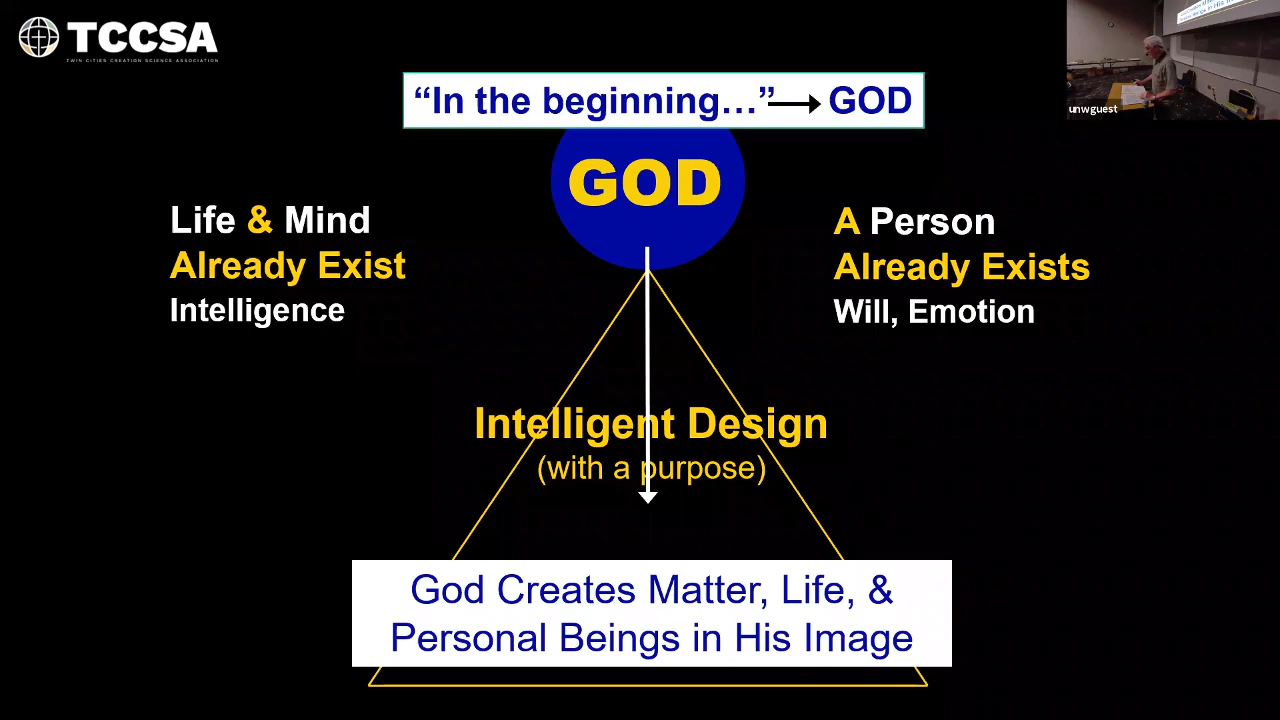 TCCSA
TWIN CITIES CREATION SCIENCE ASSOCIATION
“In the beginning…” GOD
GOD
Life & Mind
Already Exist
Intelligence
A Person
Already Exists
Will, Emotion
Intelligent Design
(with a purpose)
God Creates Matter, Life, &
Personal Beings in His Image
unwguest